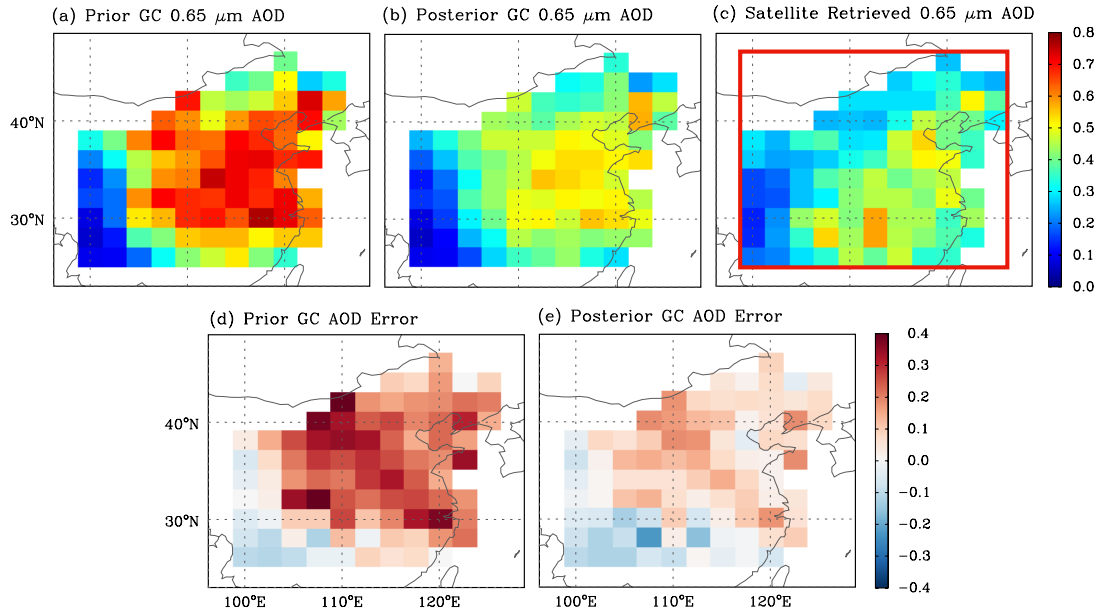 (a) Prior GC 0.65 μm AOD
(b) Posterior GC 0.65 μm AOD
(c) Satellite Retrieved 0.65 μm AOD
40°N
30°N
0.8
0.7
0.6
0.5
0.4
0.3
0.2
0.1
0.0
(d) Prior GC AOD Error
(e) Posterior GC AOD Error
40°N
30°N
100°E
110°E
120°E
100°E
110°E
120°E
0.4
0.3
0.2
0.1
0.0
−0.1
−0.2
−0.3
−0.4